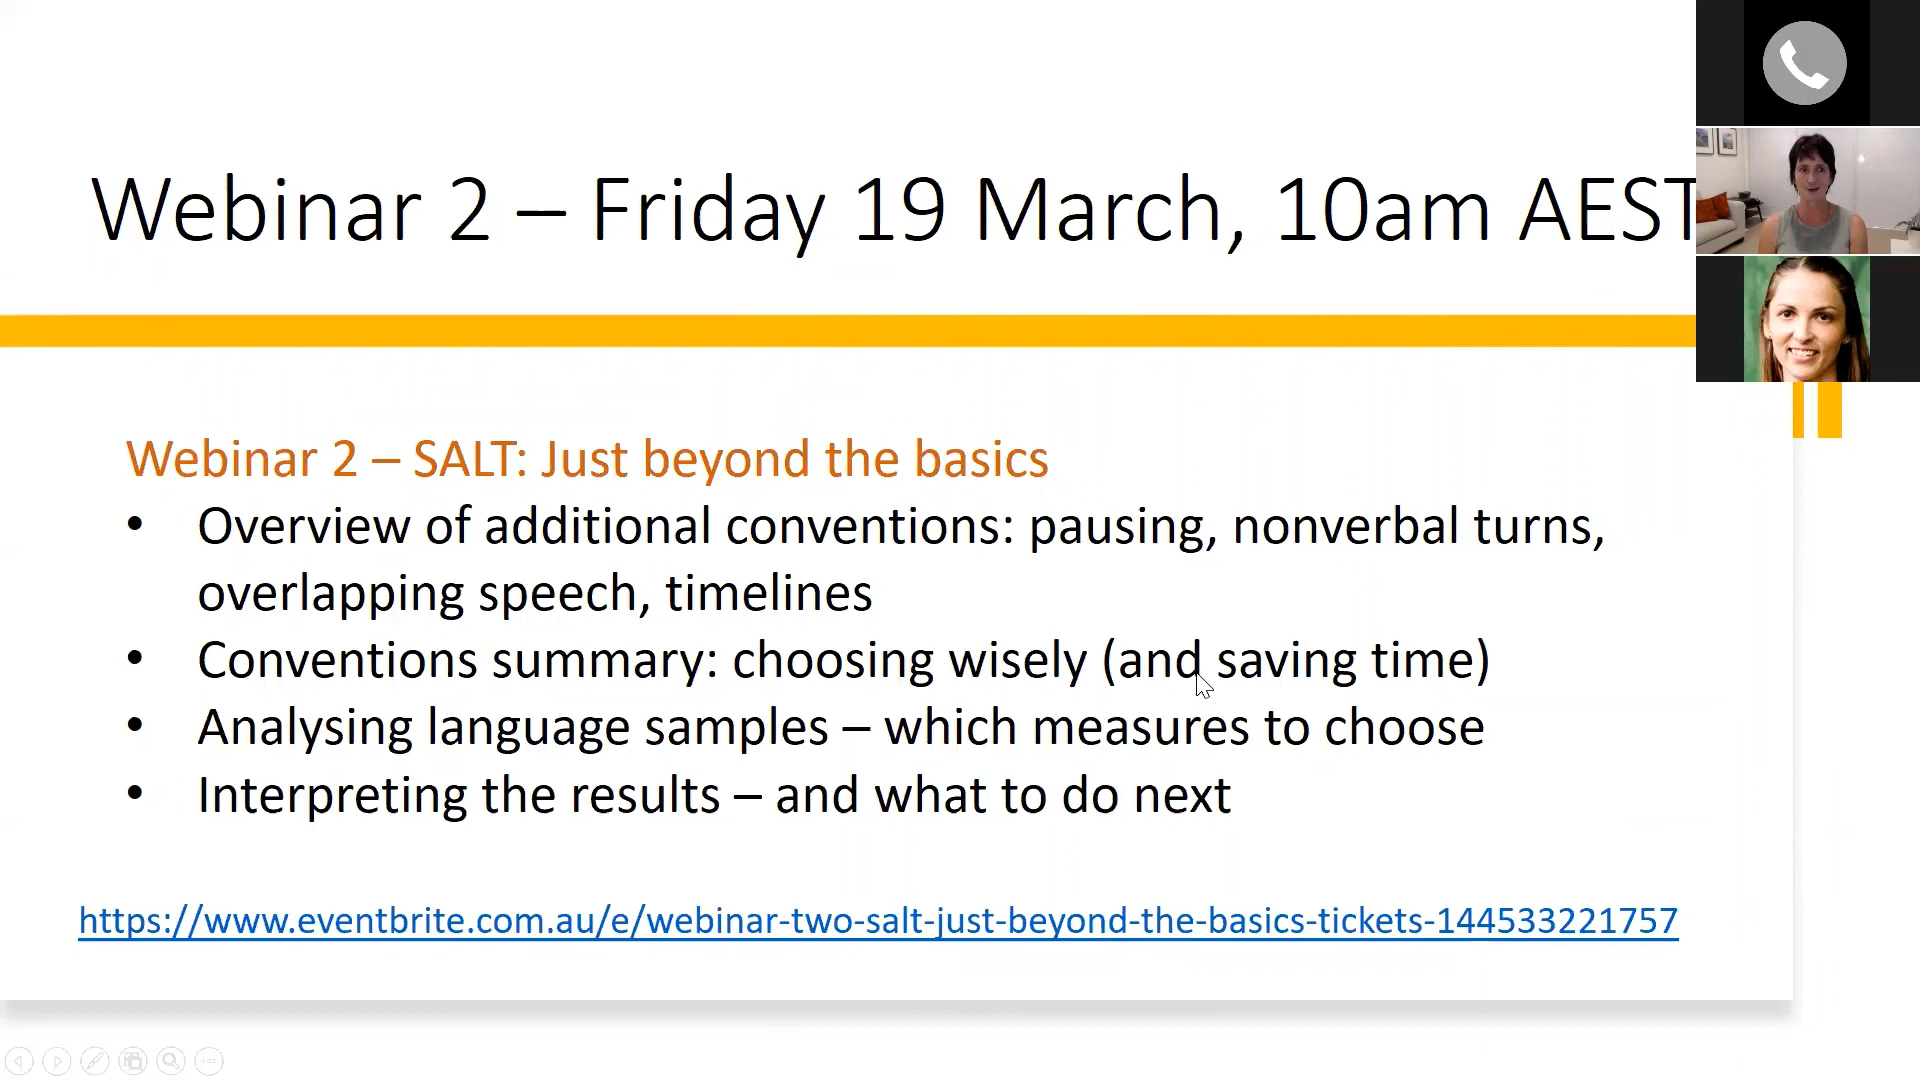 Webinar 2 – Friday 19 March, 10am AEST
Webinar 2 – SALT: Just beyond the basics
• Overview of additional conventions: pausing, nonverbal turns,
overlapping speech, timelines
• Conventions summary: choosing wisely (and saving time)
• Analysing language samples – which measures to choose
• Interpreting the results – and what to do next
https://www.eventbrite.com.au/e/webinar-two-salt-just-beyond-the-basics-tickets-144533221757